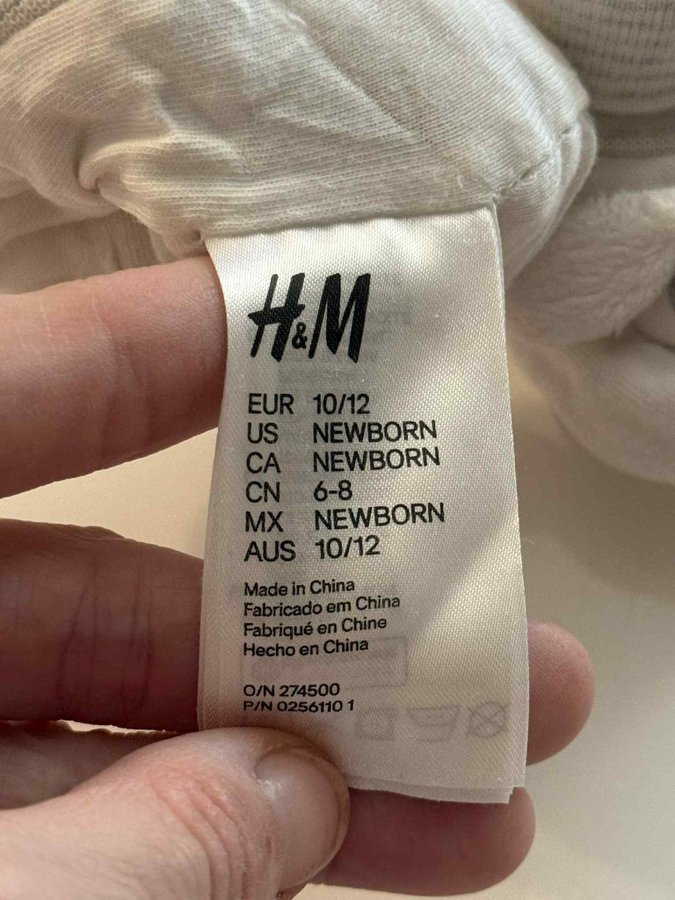 H&M
EUR 10/12
US NEWBORN
CA NEWBORN
CN 6-8
MX NEWBORN
AUS 10/12
Made in China
Fabricado em China
Fabriqué en Chine
Hecho en China
O/N 274500
P/N 0256110 1